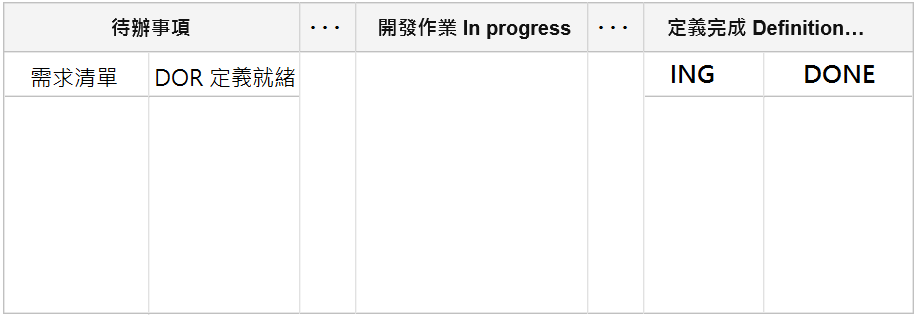 待辦事項 ··· 開發作業 In progress ··· 定義完成 Definition…
需求清單 DOR 定義就緒 ING DONE